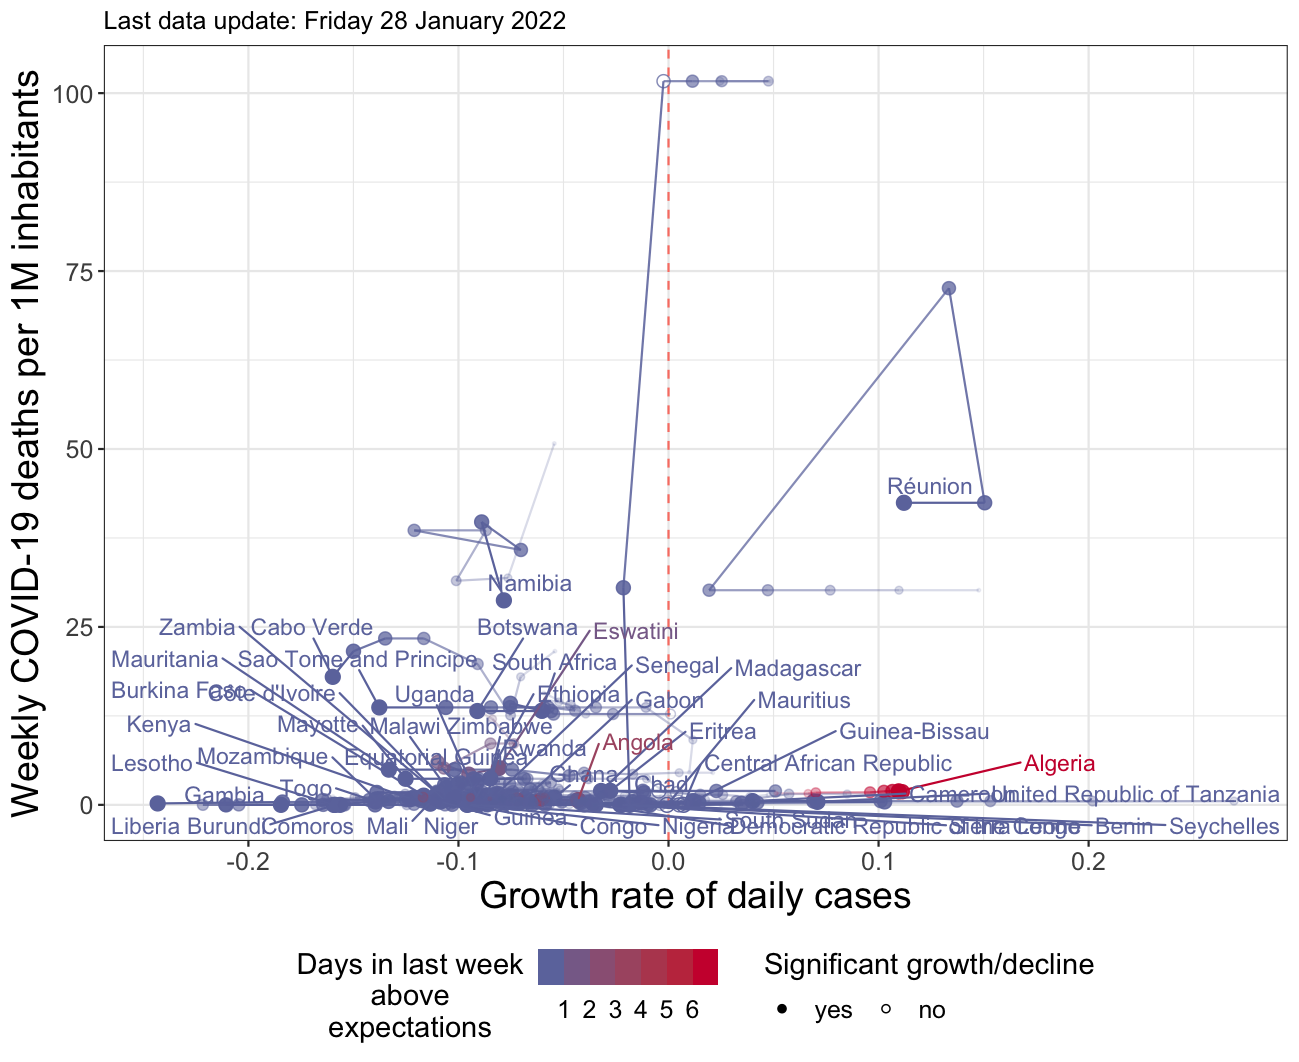 Last data update: Friday 28 January 2022
Weekly COVID-19 deaths per 1M inhabitants
100
75
50
25
0
Réunion
Namibia
Zambia
Cabo Verde
Botswana
Eswatini
Mauritania
Sao Tome and Principe
South Africa
Senegal
Madagascar
Burkina Faso
Côte d'Ivoire
Uganda
Ethiopia
Gabon
Mauritius
Kenya
Mayotte
Malawi
Zimbabwe
Eritrea
Guinea-Bissau
Lesotho
Mozambique
Equatorial Guinea
Rwanda
Angola
Central African Republic
Algeria
Gambia
Togo
Ghana
Chad
Cameroon
United Republic of Tanzania
Liberia
Burundi
Comoros
Mali
Niger
Guinea
Congo
Nigeria
South Sudan
Democratic Republic of the Congo
Sierra Leone
Benin
Seychelles
-0.2
-0.1
0.0
0.1
0.2
Growth rate of daily cases
Days in last week
above
expectations
1 2 3 4 5 6
Significant growth/decline
yes
no